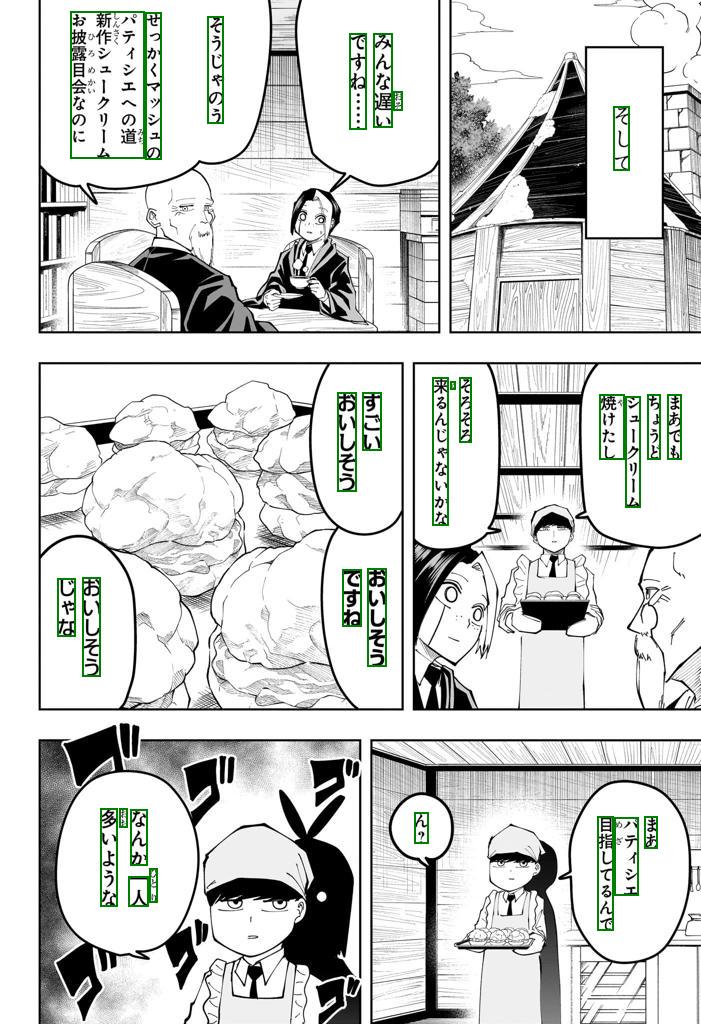 そして
みんな遅い
ですね……
そうじゃのう
せっかくマッシュの
パティシエへの道
新作シュークリーム
お披露目会なのに
まあでも
ちょうど
シュークリーム
焼けたし
そろそろ
来るんじゃないかな
すごい
おいしそう
おいしそう
ですね
おいしそう
じゃな
まあ
パティシエ
目指してるんで
ん?
なんか一人
多いような
ゴゴゴゴゴゴ